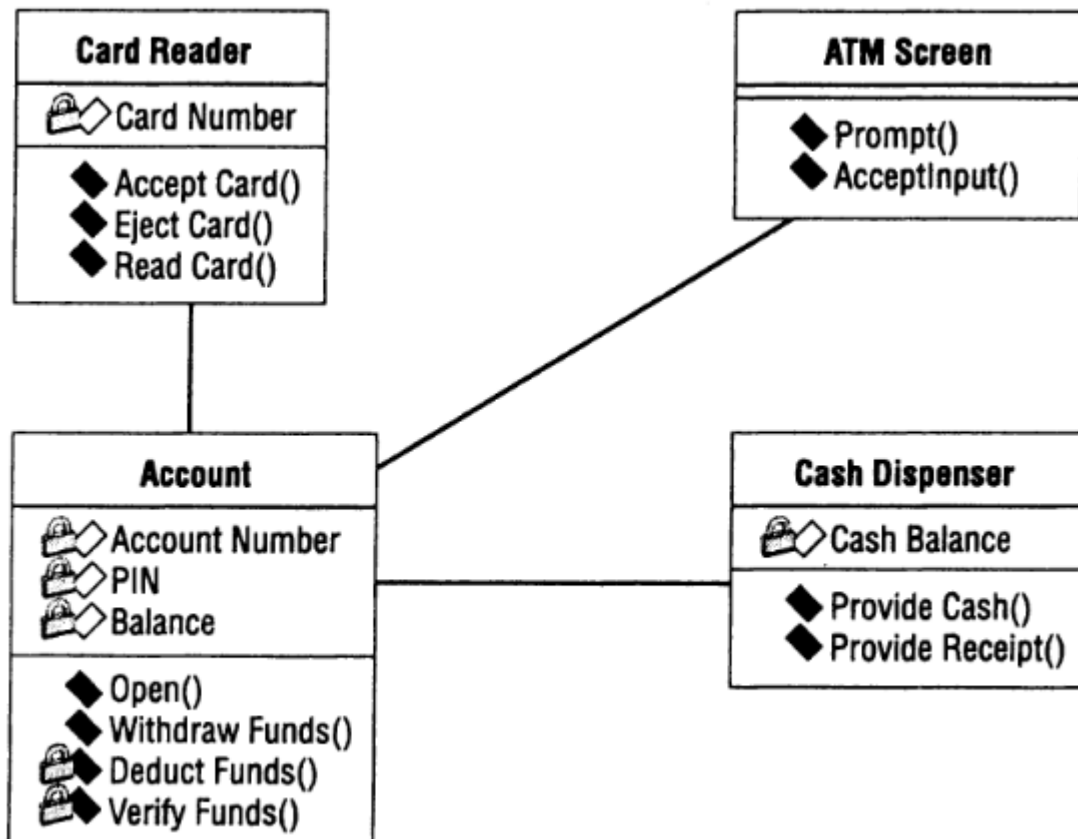 Card Reader
Card Number
Accept Card()
Eject Card()
Read Card()
ATM Screen
Prompt()
AcceptInput()
Account
Account Number
PIN
Balance
Open()
Withdraw Funds()
Deduct Funds()
Verify Funds()
Cash Dispenser
Cash Balance
Provide Cash()
Provide Receipt()